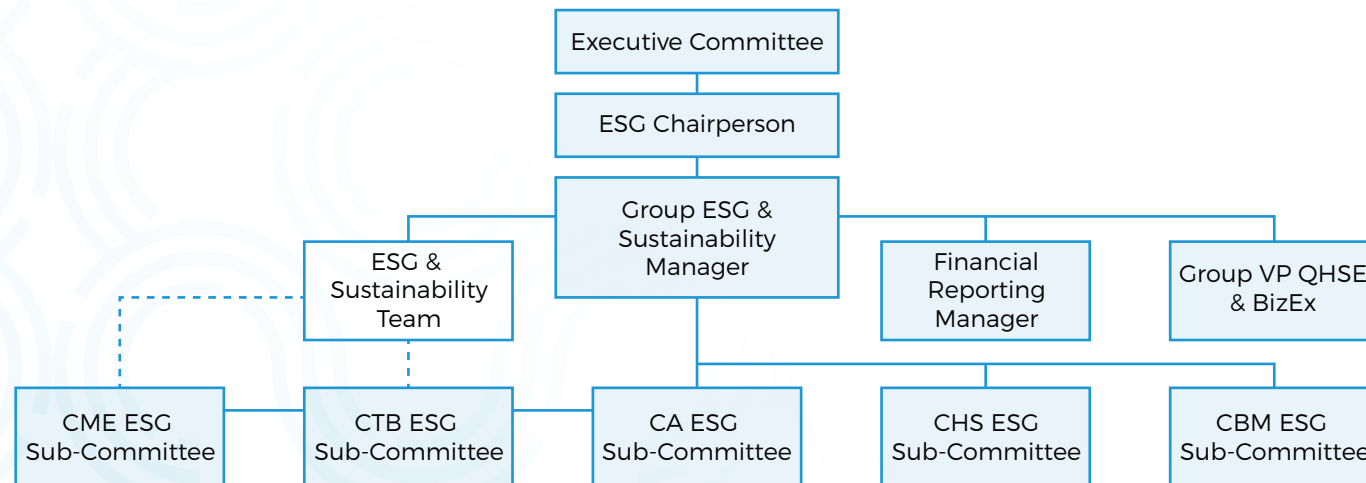 Executive Committee
ESG Chairperson
Group ESG &
Sustainability
Manager
ESG &
Sustainability
Team
Financial
Reporting
Manager
Group VP QHSE
& BizEx
CME ESG
Sub-Committee
CTB ESG
Sub-Committee
CA ESG
Sub-Committee
CHS ESG
Sub-Committee
CBM ESG
Sub-Committee